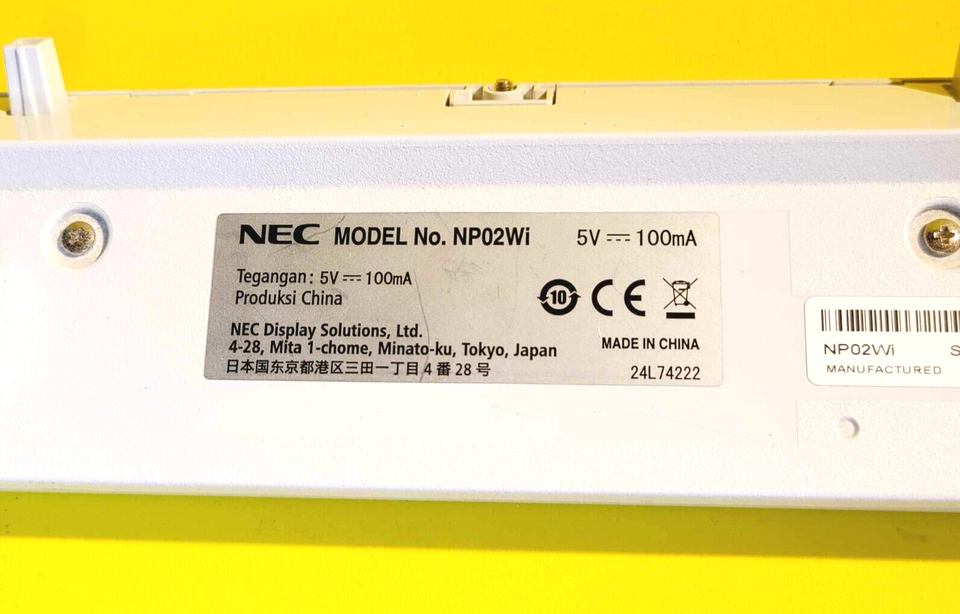 NEC MODEL No. NP02Wi 5V ⎓ 100mA
Tegangan: 5V ⎓ 100mA
Produksi China
10 CE
NEC Display Solutions, Ltd.
4-28, Mita 1-chome, Minato-ku, Tokyo, Japan
MADE IN CHINA
日本国东京都港区三田一丁目4番28号
24L74222
NP02Wi S
MANUFACTURED